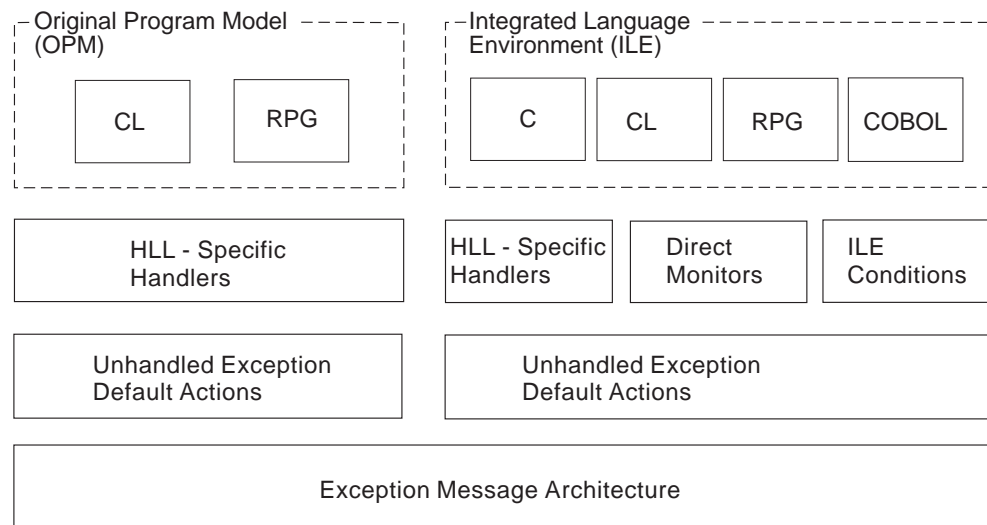 Original Program Model
(OPM)
CL
RPG
Integrated Language
Environment (ILE)
C
CL
RPG
COBOL
HLL - Specific
Handlers
HLL - Specific
Handlers
Direct
Monitors
ILE
Conditions
Unhandled Exception
Default Actions
Unhandled Exception
Default Actions
Exception Message Architecture